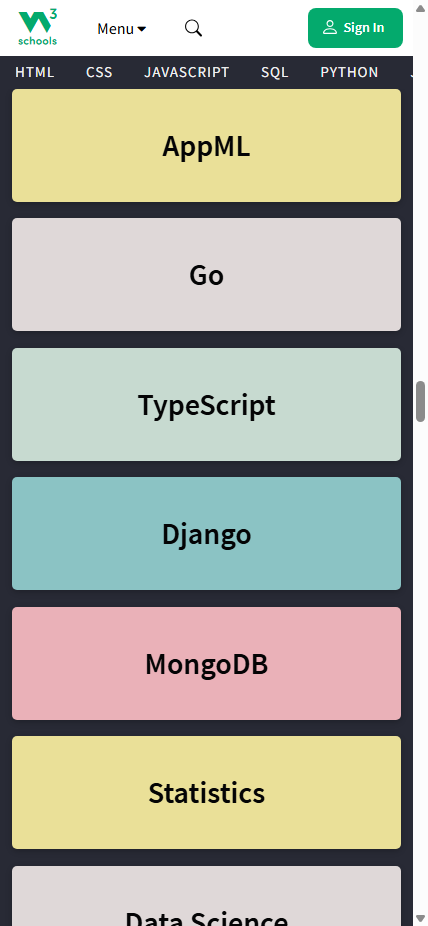 W3 schools
Menu
Sign In
HTML CSS JAVASCRIPT SQL PYTHON
AppML
Go
TypeScript
Django
MongoDB
Statistics
Data Science